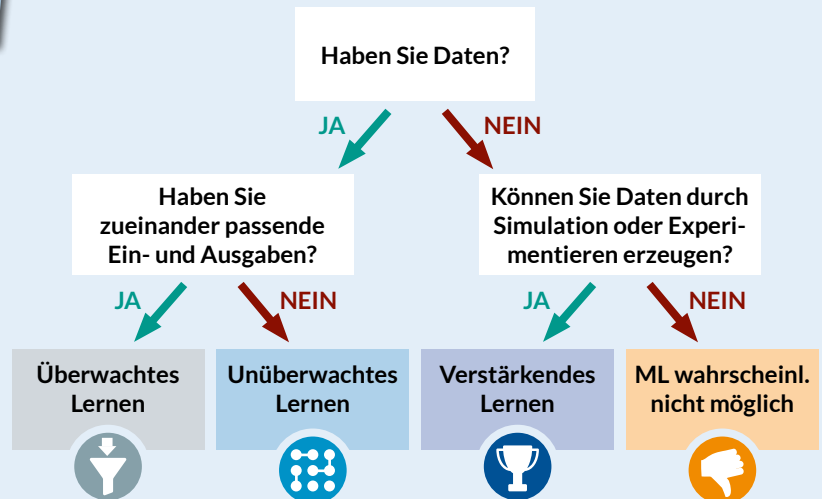 Haben Sie Daten?
JA
NEIN
Haben Sie
zueinander passende
Ein- und Ausgaben?
Können Sie Daten durch
Simulation oder Experi-
mentieren erzeugen?
JA
NEIN
JA
NEIN
Überwachtes
Lernen
Unüberwachtes
Lernen
Verstärkendes
Lernen
ML wahrscheinl.
nicht möglich